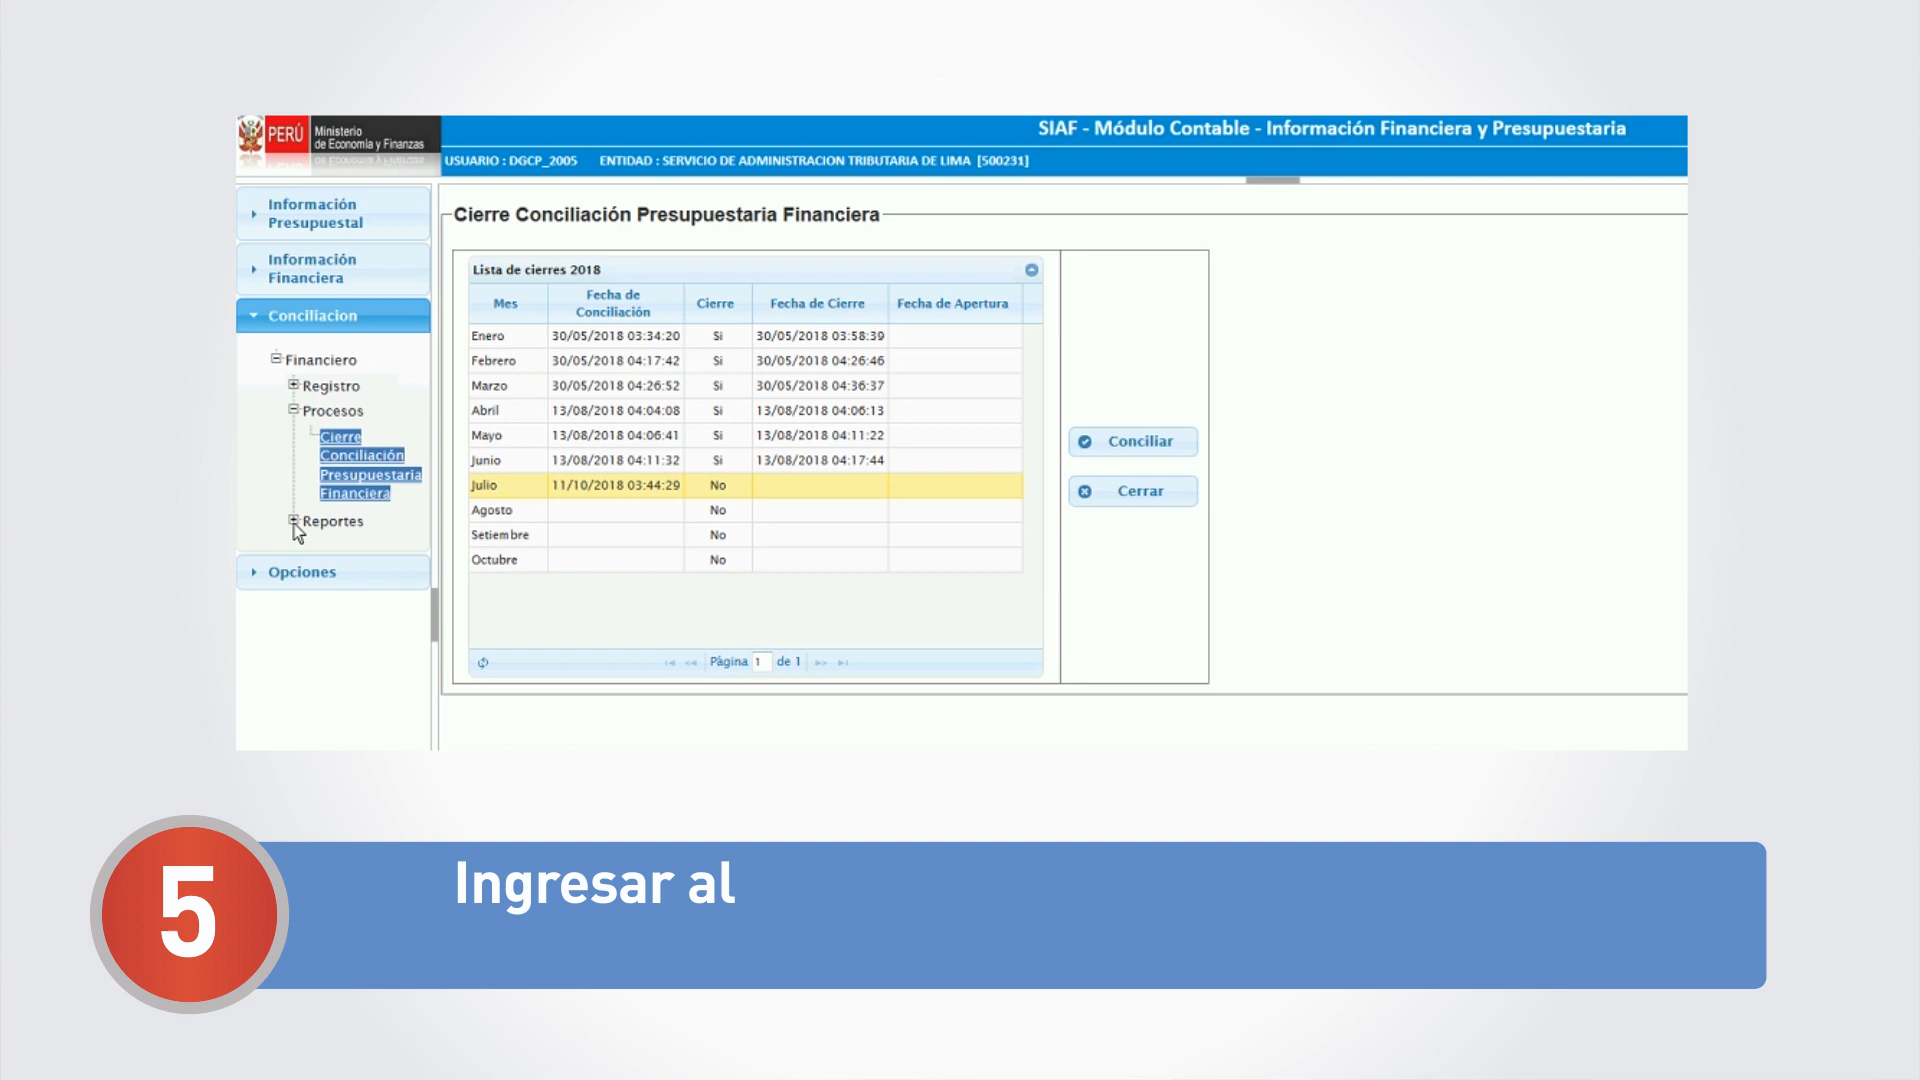 PERÚ
Ministerio
de Economía y Finanzas
SIAF - Módulo Contable - Información Financiera y Presupuestaria
USUARIO : DGCP_2005 ENTIDAD : SERVICIO DE ADMINISTRACION TRIBUTARIA DE LIMA [500231]
Información
Presupuestal
Información
Financiera
Conciliacion
Financiero
Registro
Procesos
Cierre
Conciliación
Presupuestaria
Financiera
Reportes
Opciones
Cierre Conciliación Presupuestaria Financiera
Lista de cierres 2018
Mes Fecha de Conciliación Cierre Fecha de Cierre Fecha de Apertura
Enero 30/05/2018 03:34:20 Si 30/05/2018 03:58:39
Febrero 30/05/2018 04:17:42 Si 30/05/2018 04:26:46
Marzo 30/05/2018 04:26:52 Si 30/05/2018 04:36:37
Abril 13/08/2018 04:04:08 Si 13/08/2018 04:06:13
Mayo 13/08/2018 04:06:41 Si 13/08/2018 04:11:22
Junio 13/08/2018 04:11:32 Si 13/08/2018 04:17:44
Julio 11/10/2018 03:44:29 No
Agosto No
Setiembre No
Octubre No
Página 1 de 1
Conciliar
Cerrar
5
Ingresar al